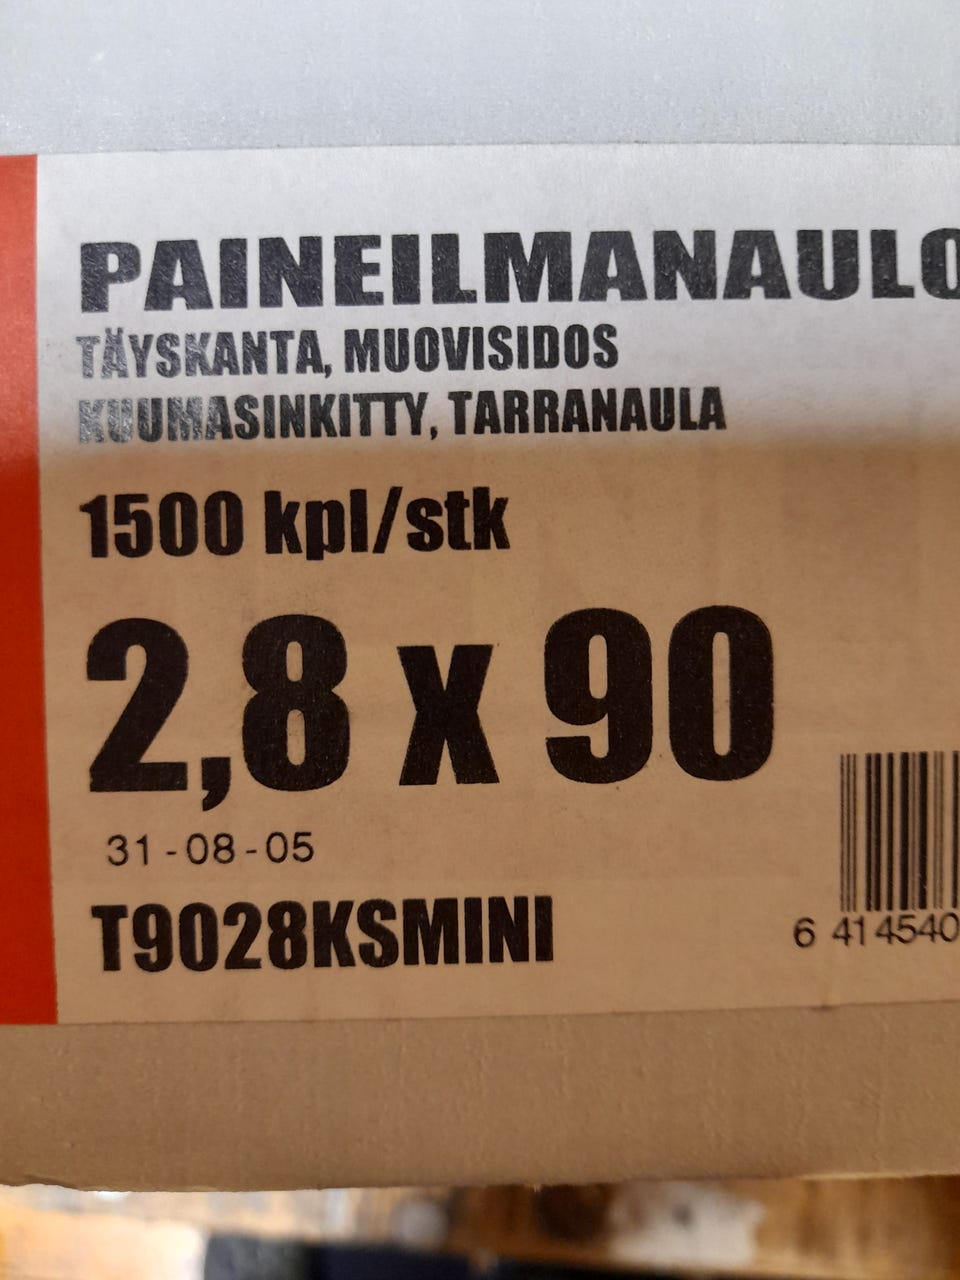 PAINEILMANAULO
TÄYSKANTA, MUOVISIDOS
KUUMASINKITTY, TARRANAULA
1500 kpl/stk
2,8 x 90
31-08-05
T9028KSMINI
6 414540